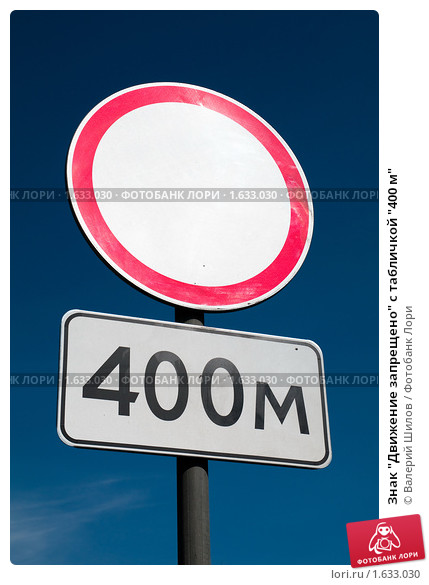 НК ЛОРИ - 1.633.030 - ФОТОБАНК ЛОРИ - 1.633.030 - ФОТОБАНК ЛОРИ
400м
НК ЛОРИ - 1.633.030 - ФОТОБАНК ЛОРИ - 1.633.030 - ФОТОБАНК ЛОРИ
Знак "Движение запрещено" с табличкой "400 м"
© Валерий Шилов / Фотобанк Лори
ФОТОБАНК ЛОРИ
lori.ru / 1.633.030